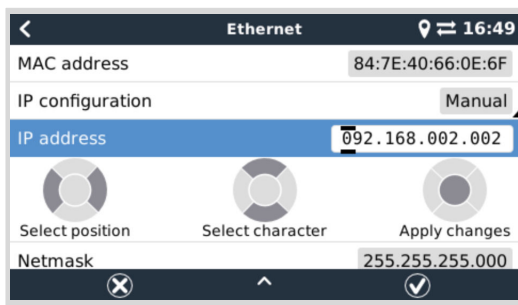 Ethernet 16:49
MAC address 84:7E:40:66:0E:6F
IP configuration Manual
IP address 092.168.002.002
Select position Select character Apply changes
Netmask 255.255.255.000